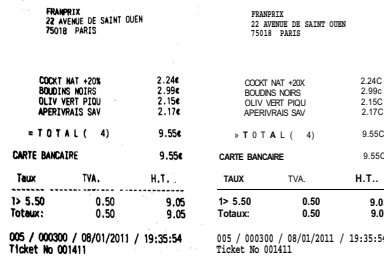 FRANPRIX
22 AVENUE DE SAINT OUEN
75018 PARIS
COCKT NAT +20% 2.24€
BOUDINS NOIRS 2.99€
OLIV VERT PIQU 2.15€
APERIVRAIS SAV 2.17€
= T O T A L ( 4) 9.55€
CARTE BANCAIRE 9.55€
Taux TVA. H.T..
1> 5.50 0.50 9.05
Totaux: 0.50 9.05
005 / 000300 / 08/01/2011 / 19:35:54
Ticket No 001411
FRANPRIX
22 AVENUE DE SAINT OUEN
75018 PARIS
COCKT NAT +20X 2.24C
BOUDINS NOIRS 2.99c
OLIV VERT PIQU 2.15C
APERIVRAIS SAV 2.17C
» T O T A L ( 4) 9.55C
CARTE BANCAIRE 9.55C
TAUX TVA. H.T..
1> 5.50 0.50 9.0
Totaux: 0.50 9.0
005 / 000300 / 08/01/2011 / 19:35:54
Ticket No 001411